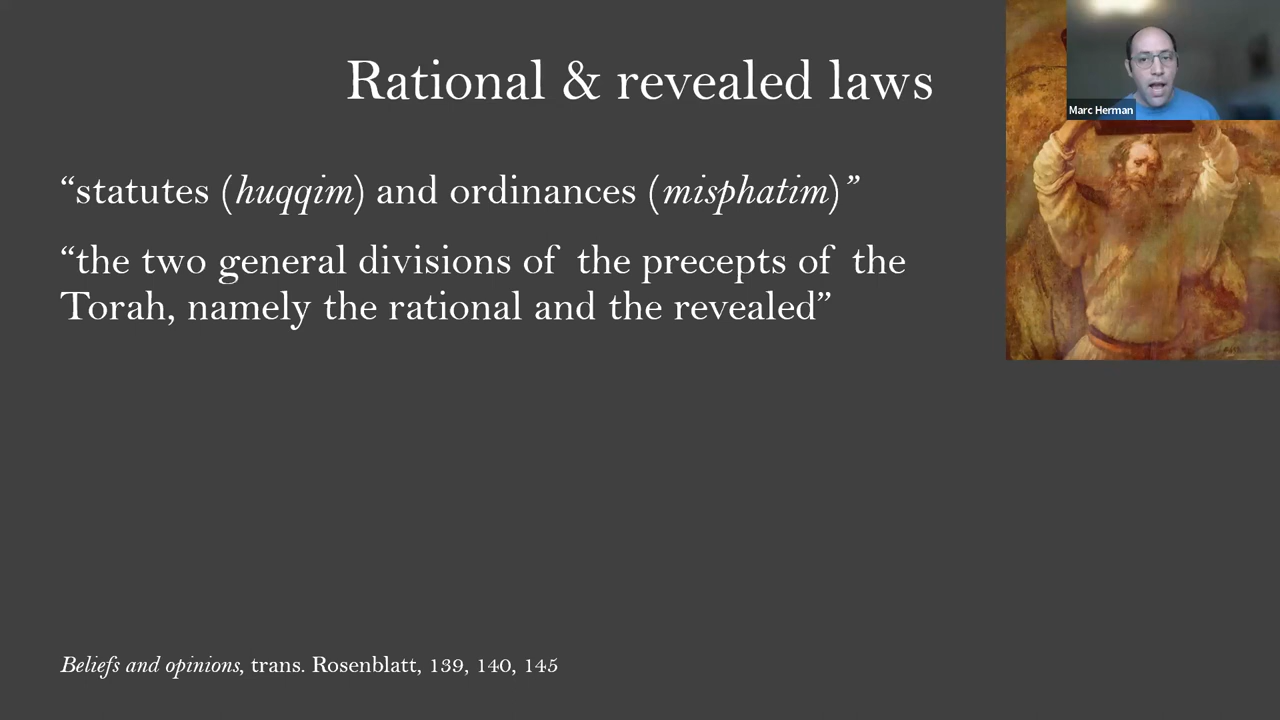 Rational & revealed laws
Marc Herman
“statutes (huqqim) and ordinances (misphatim)”
“the two general divisions of the precepts of the
Torah, namely the rational and the revealed”
Beliefs and opinions, trans. Rosenblatt, 139, 140, 145